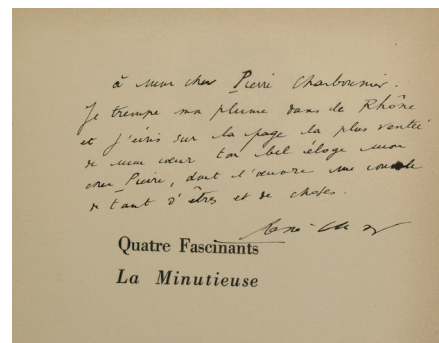 à mon cher Pierre Charbonnier.
Je trempe ma plume dans le Rhône
et j'écris sur la page la plus ventée
de mon cœur ton bel éloge mon
cher Pierre, dont l'œuvre me console
de tant d'êtres et de choses.
René Char
Quatre Fascinants
La Minutieuse